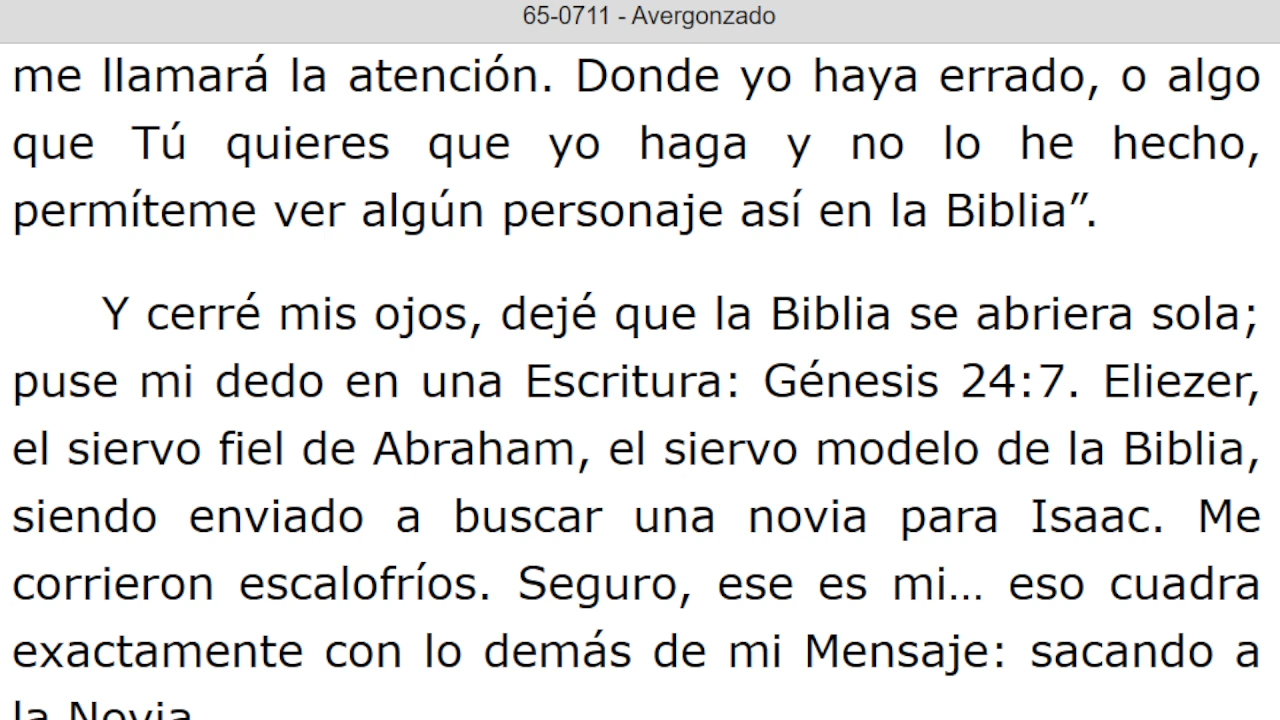 65-0711 - Avergonzado
me llamará la atención. Donde yo haya errado, o algo
que Tú quieres que yo haga y no lo he hecho,
permíteme ver algún personaje así en la Biblia”.
Y cerré mis ojos, dejé que la Biblia se abriera sola;
puse mi dedo en una Escritura: Génesis 24:7. Eliezer,
el siervo fiel de Abraham, el siervo modelo de la Biblia,
siendo enviado a buscar una novia para Isaac. Me
corrieron escalofríos. Seguro, ese es mi… eso cuadra
exactamente con lo demás de mi Mensaje: sacando a
la Novia